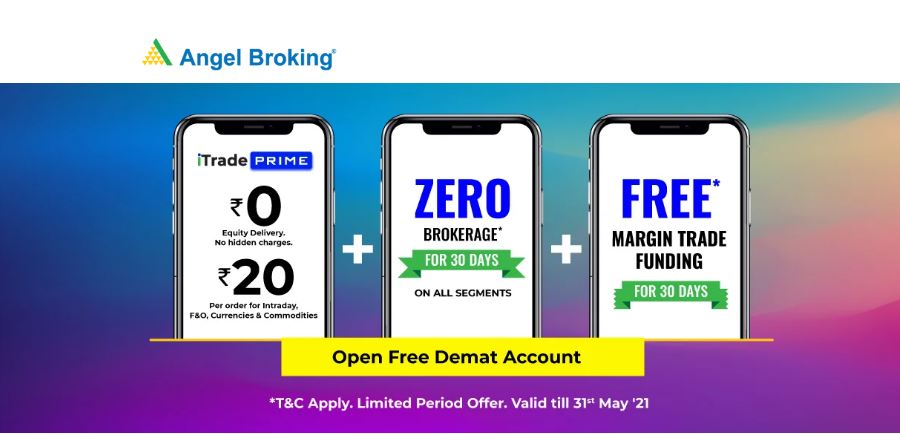 Angel Broking®
iTrade PRIME
₹0
Equity Delivery.
No hidden charges.
₹20
Per order for Intraday,
F&O, Currencies & Commodities
+
ZERO
BROKERAGE*
FOR 30 DAYS
ON ALL SEGMENTS
+
FREE*
MARGIN TRADE
FUNDING
FOR 30 DAYS
Open Free Demat Account
*T&C Apply. Limited Period Offer. Valid till 31st May '21